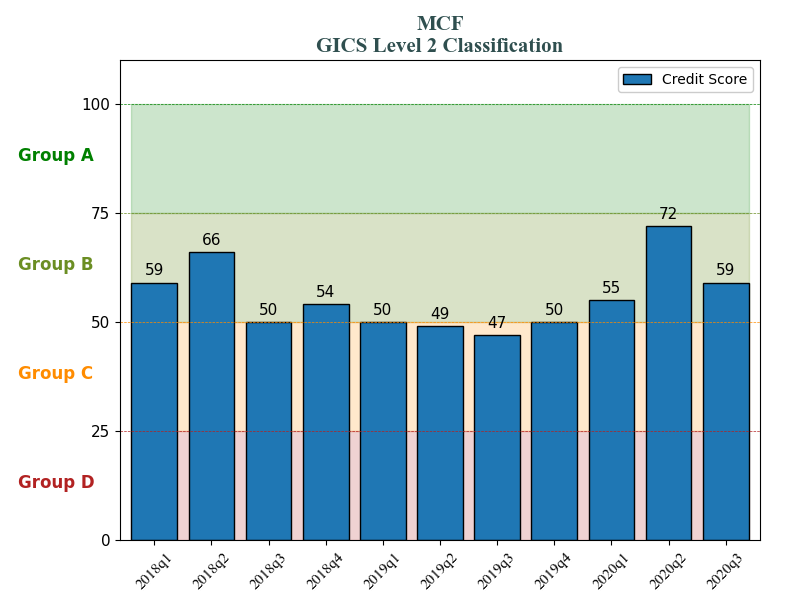 MCF
GICS Level 2 Classification
Credit Score
100
Group A
75
72
66
Group B
59
59
54
55
50
50
50
49
47
50
Group C
25
Group D
0
2018q1
2018q2
2018q3
2018q4
2019q1
2019q2
2019q3
2019q4
2020q1
2020q2
2020q3